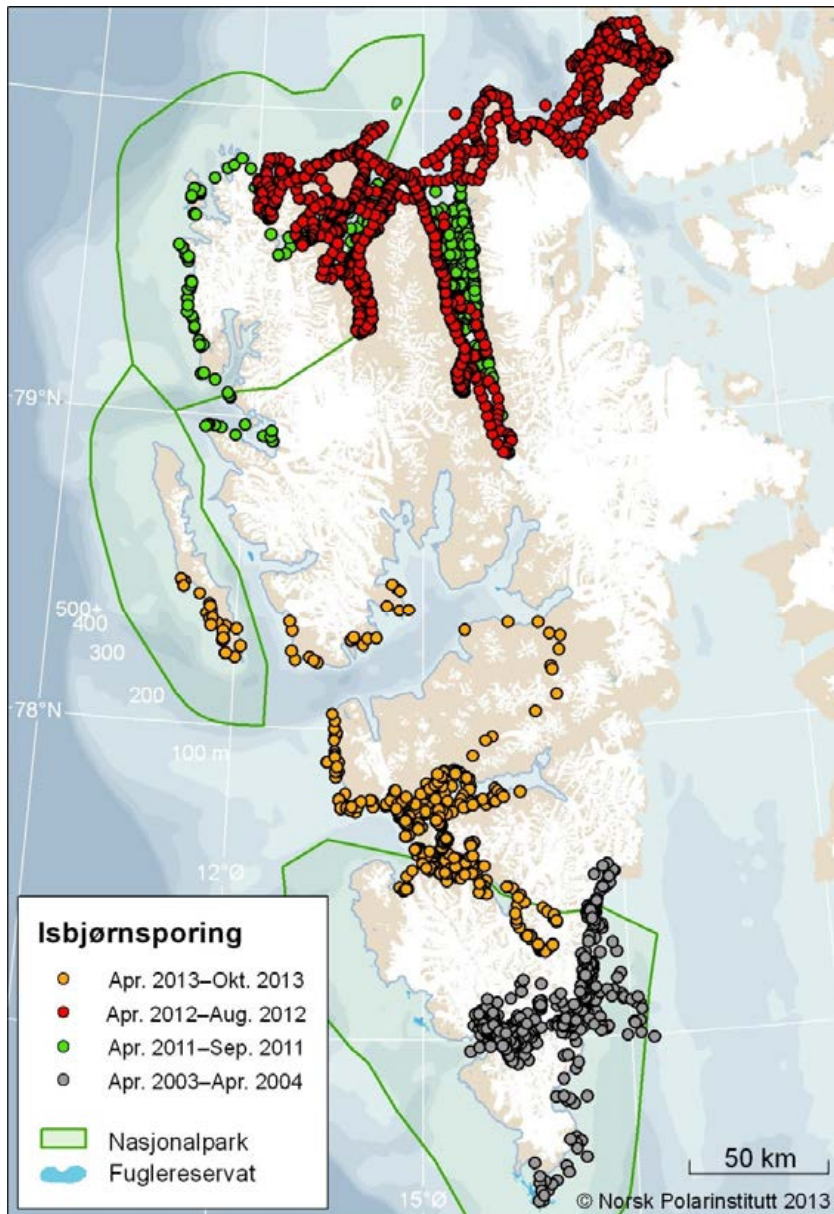 79°N
500+
400
300
200
100 m
78°N
12°Ø
15°Ø
Isbjørnsporing
Apr. 2013–Okt. 2013
Apr. 2012–Aug. 2012
Apr. 2011–Sep. 2011
Apr. 2003–Apr. 2004
Nasjonalpark
Fuglereservat
50 km
© Norsk Polarinstitutt 2013